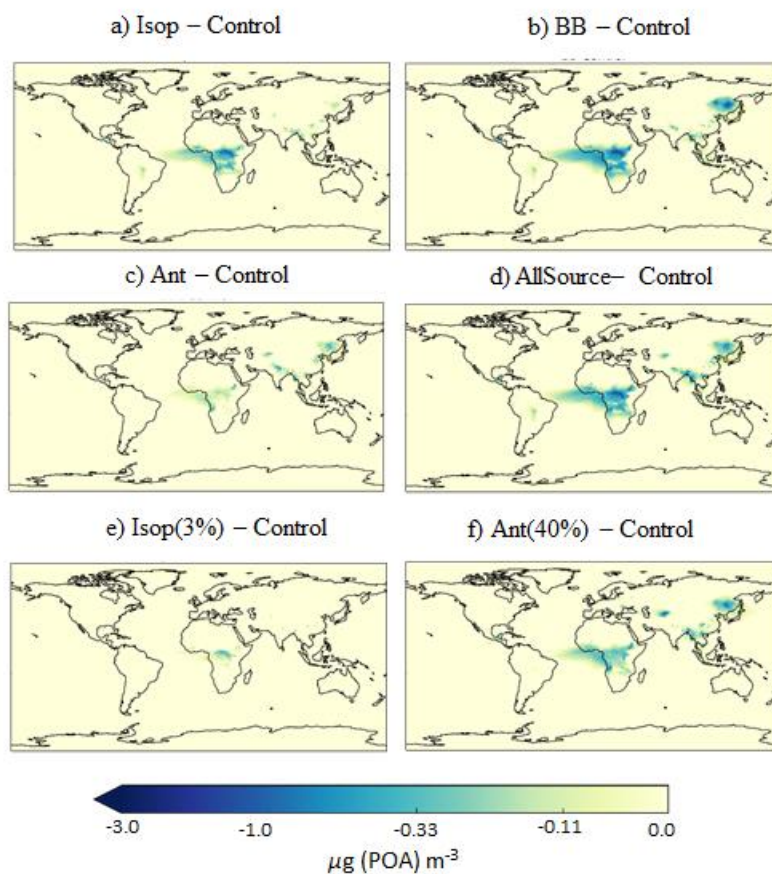 a) Isop – Control
b) BB – Control
c) Ant – Control
d) AllSource– Control
e) Isop(3%) – Control
f) Ant(40%) – Control
-3.0 -1.0 -0.33 -0.11 0.0
μg (POA) m⁻³